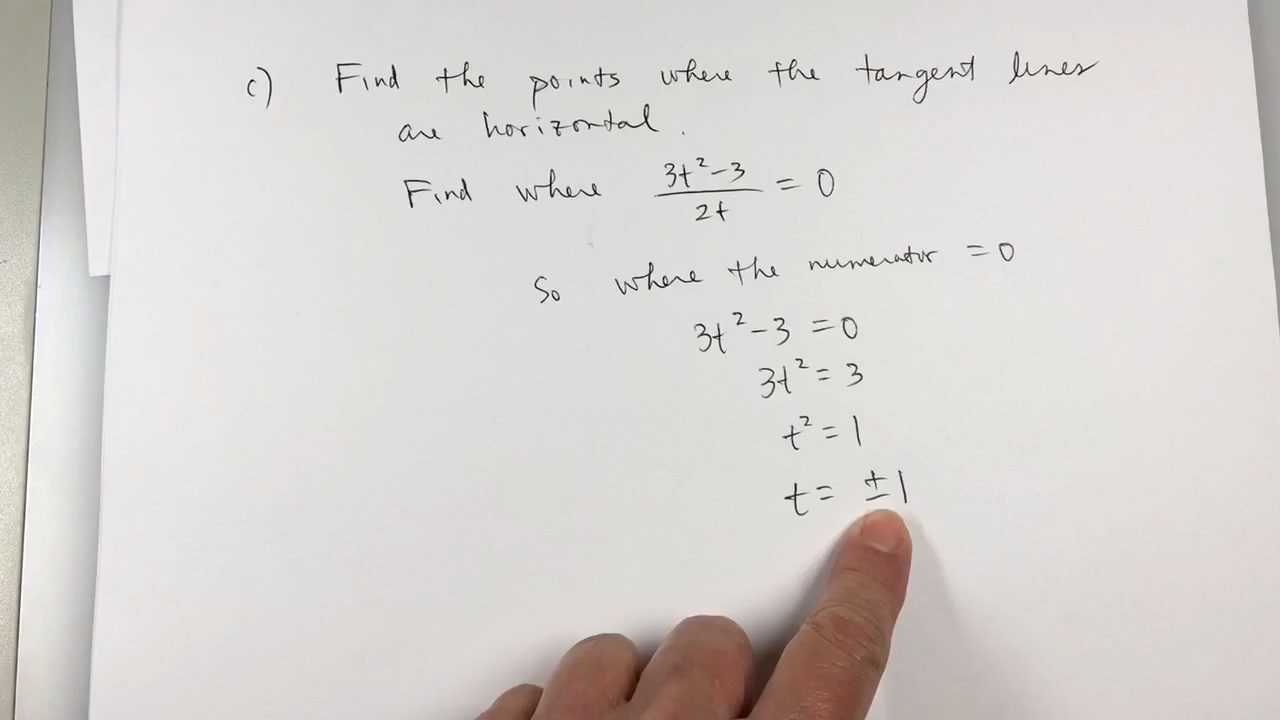 c) Find the points where the tangent lines
are horizontal.
Find where (3t²-3)/(2t) = 0
So where the numerator = 0
3t²-3 = 0
3t² = 3
t² = 1
t = ±1